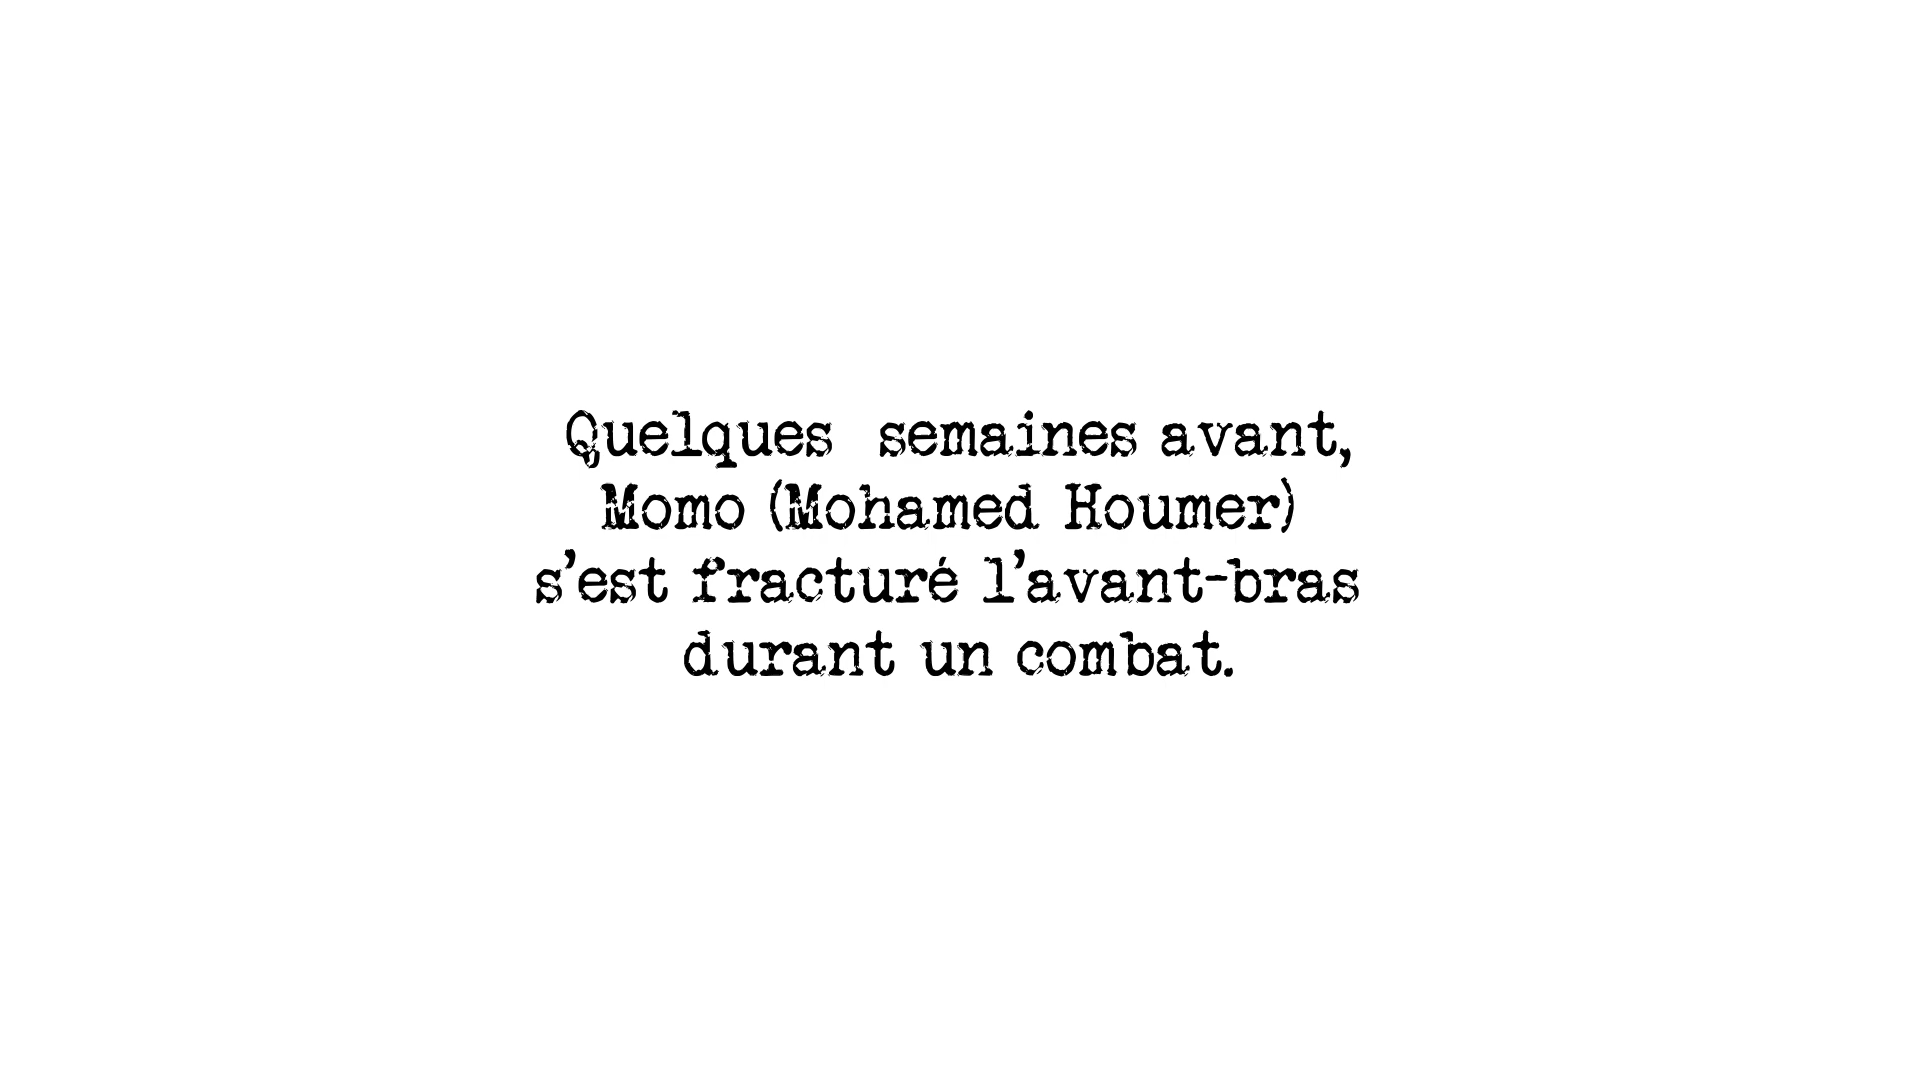 Quelques  semaines avant,
Momo (Mohamed Houmer)
s’est fracturé l’avant-bras
durant un combat.